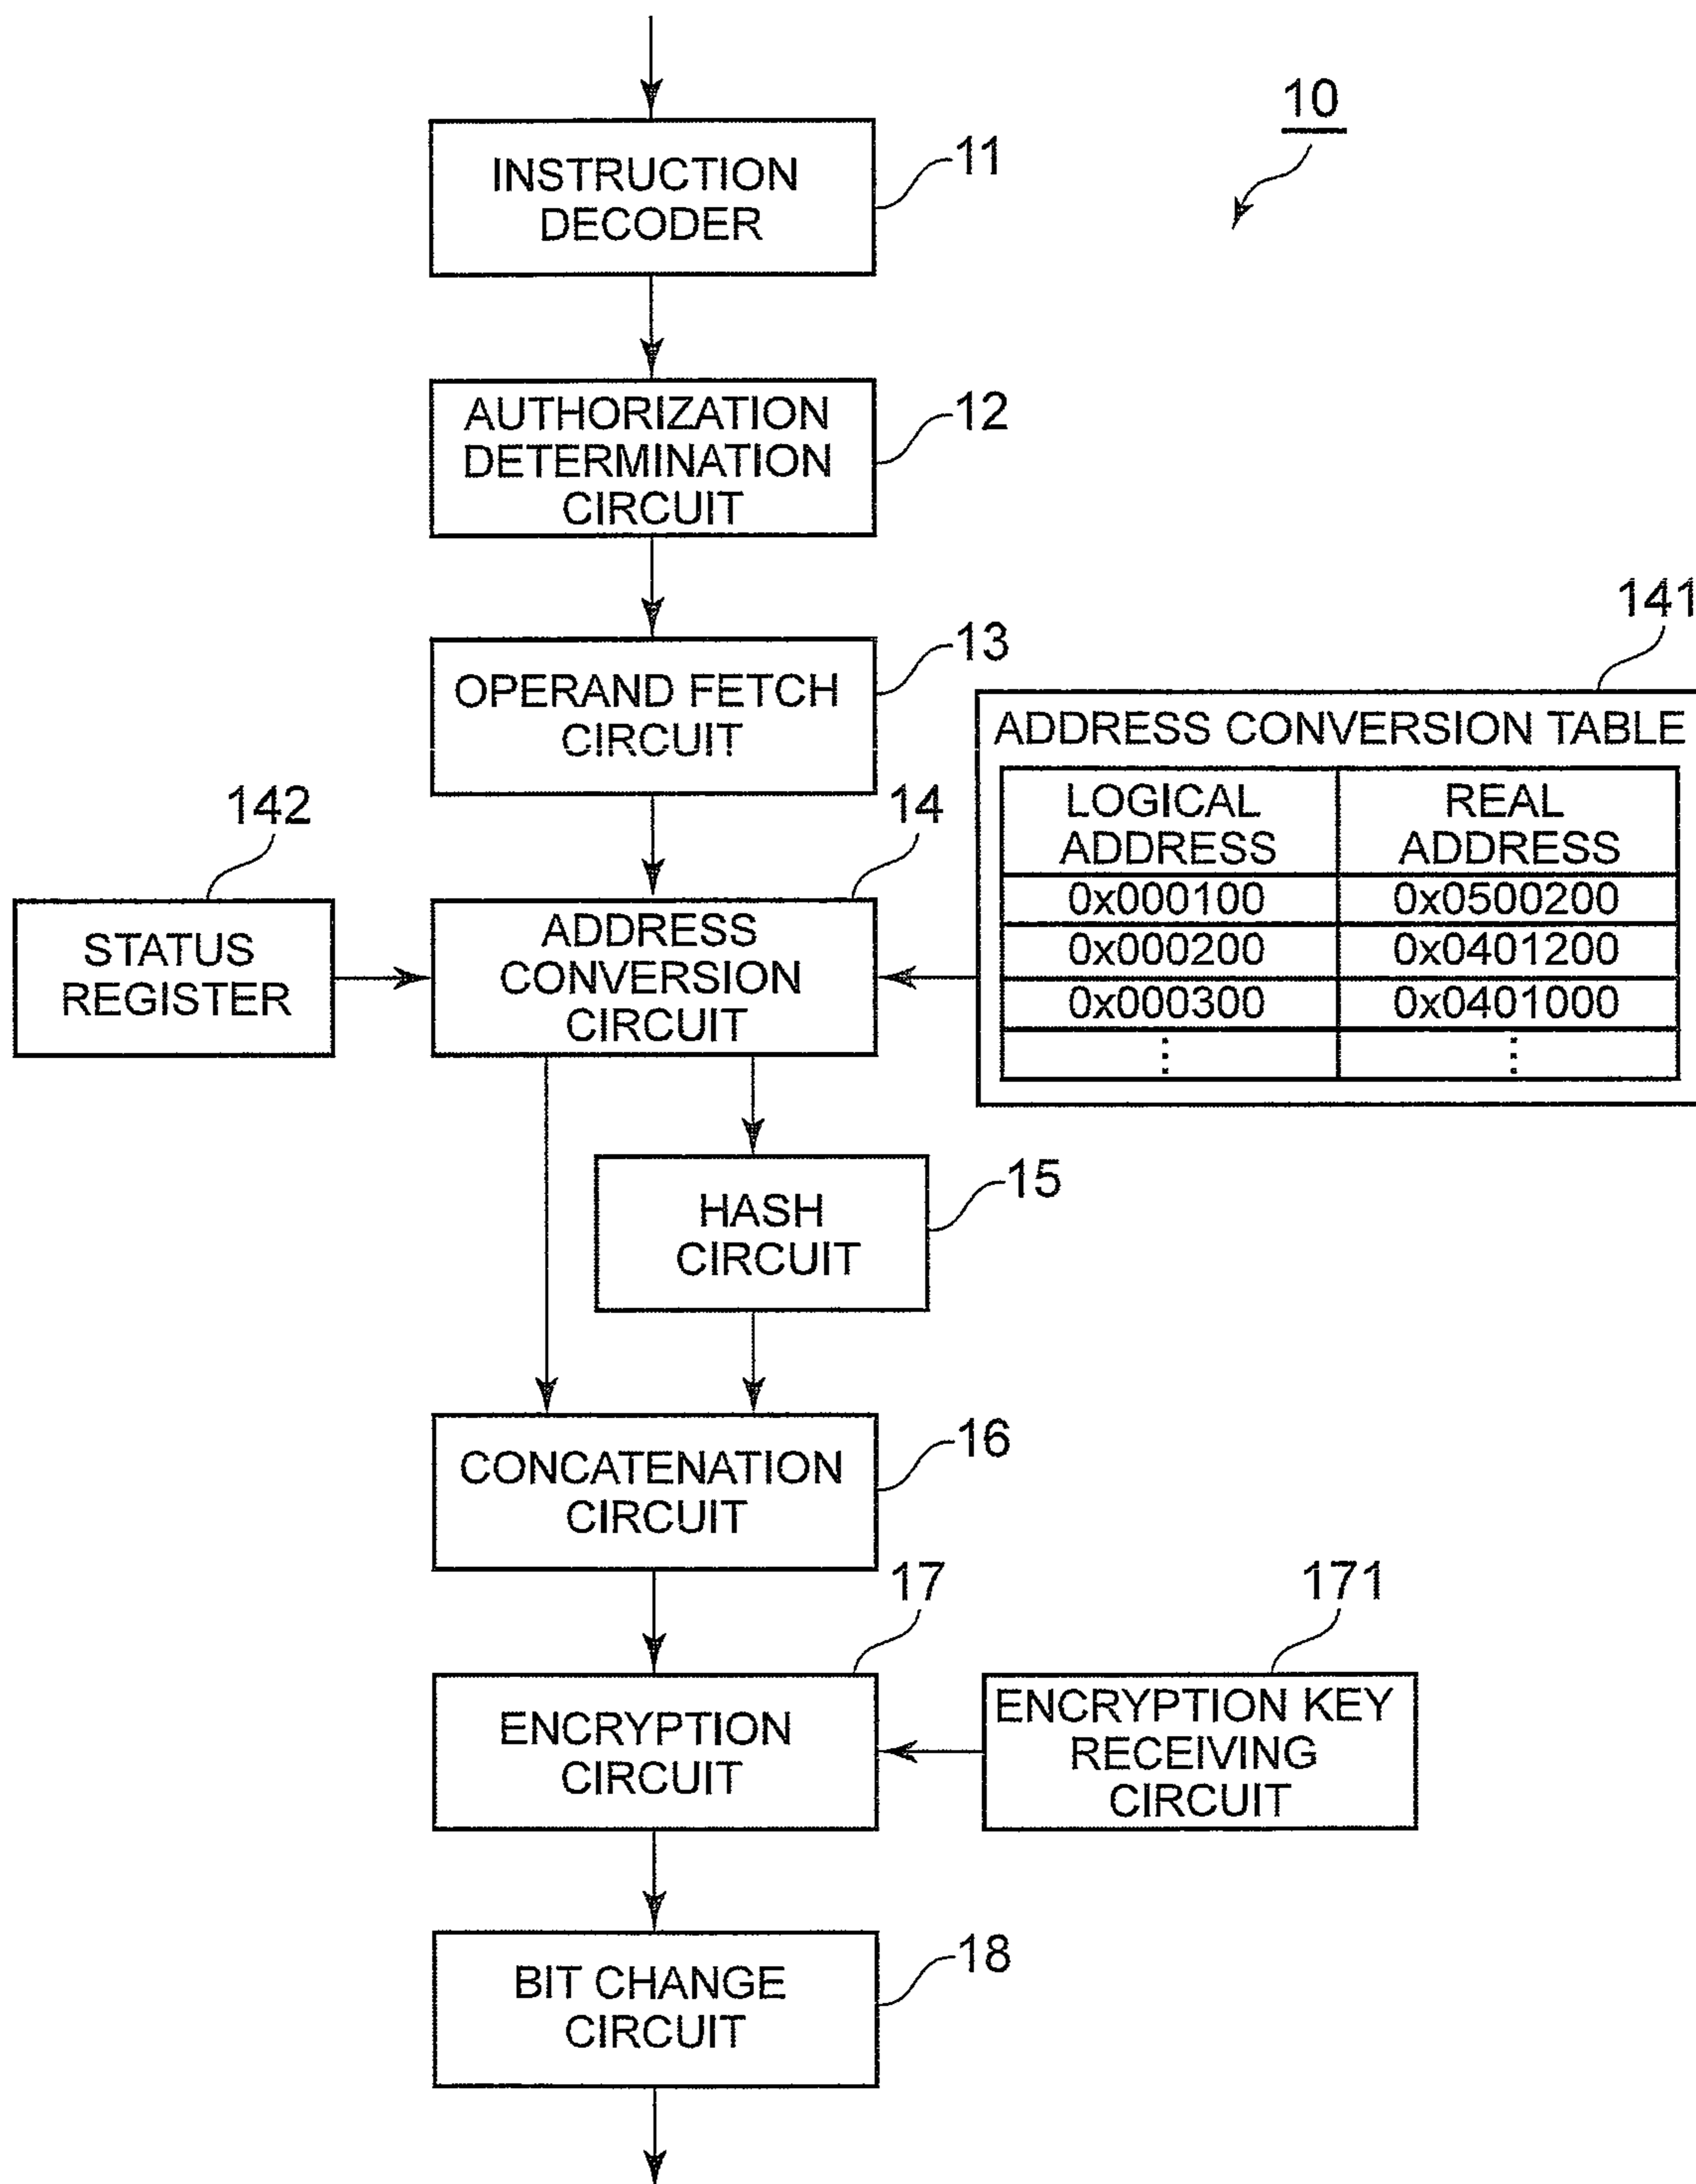 10
INSTRUCTION
DECODER
11
AUTHORIZATION
DETERMINATION
CIRCUIT
12
OPERAND FETCH
CIRCUIT
13
141
ADDRESS CONVERSION TABLE
LOGICAL
ADDRESS
REAL
ADDRESS
0x000100
0x0500200
0x000200
0x0401200
0x000300
0x0401000
⋮
⋮
142
STATUS
REGISTER
14
ADDRESS
CONVERSION
CIRCUIT
HASH
CIRCUIT
15
CONCATENATION
CIRCUIT
16
17
ENCRYPTION
CIRCUIT
171
ENCRYPTION KEY
RECEIVING
CIRCUIT
BIT CHANGE
CIRCUIT
18